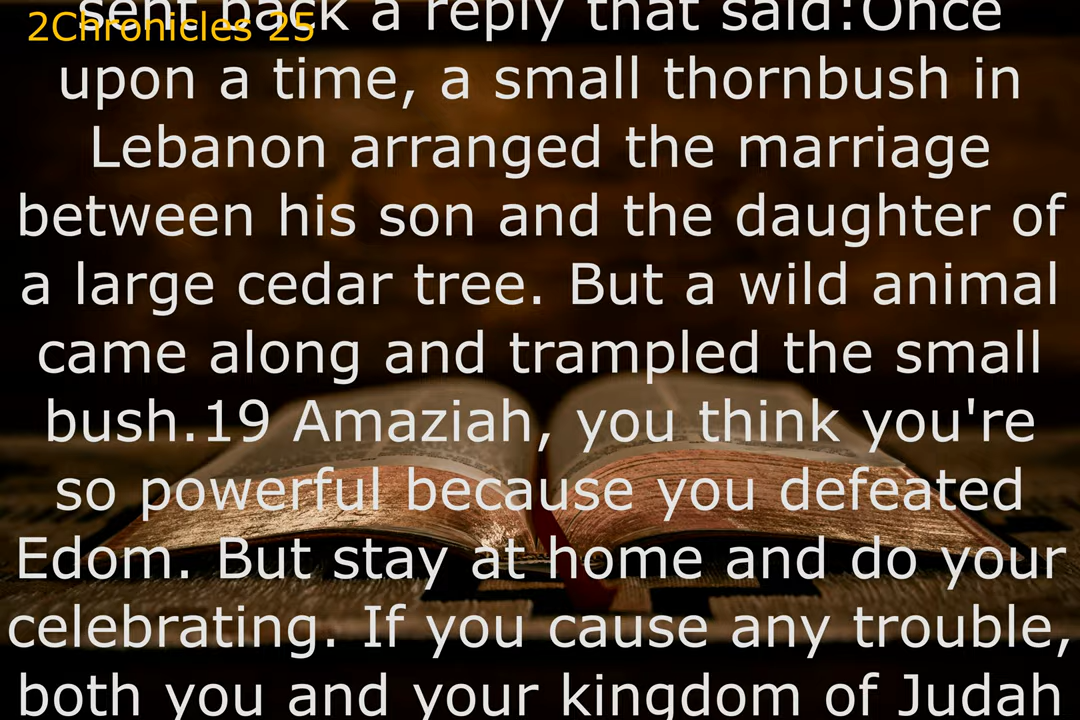 2Chronicles 25
sent back a reply that said:Once
upon a time, a small thornbush in
Lebanon arranged the marriage
between his son and the daughter of
a large cedar tree. But a wild animal
came along and trampled the small
bush.19 Amaziah, you think you're
so powerful because you defeated
Edom. But stay at home and do your
celebrating. If you cause any trouble,
both you and your kingdom of Judah